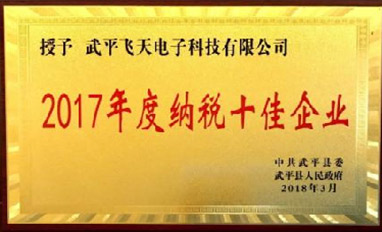 授予 武平飞天电子科技有限公司
2017年度纳税十佳企业
中共武平县委
武平县人民政府
2018年3月